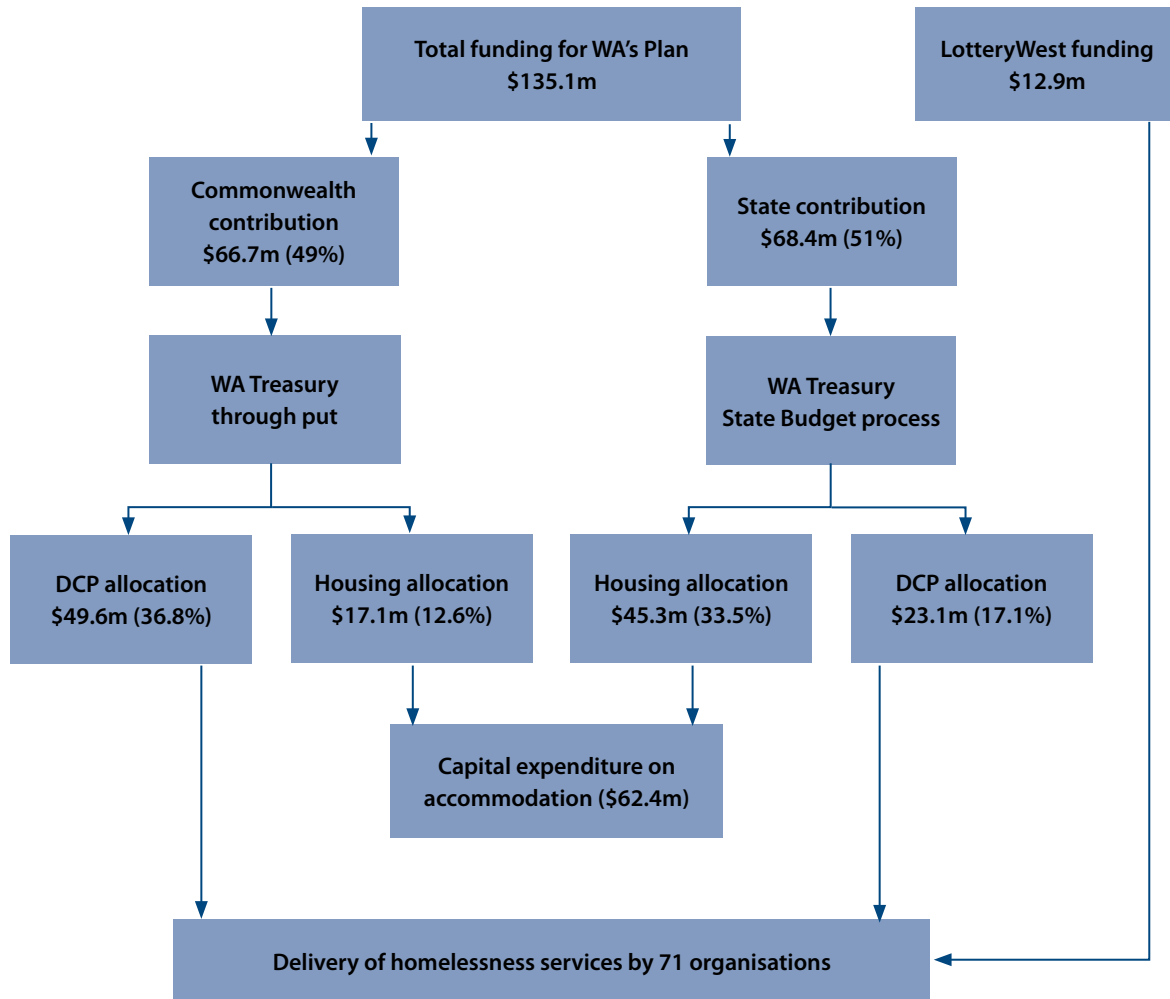 Total funding for WA’s Plan
$135.1m
LotteryWest funding
$12.9m
Commonwealth
contribution
$66.7m (49%)
State contribution
$68.4m (51%)
WA Treasury
through put
WA Treasury
State Budget process
DCP allocation
$49.6m (36.8%)
Housing allocation
$17.1m (12.6%)
Housing allocation
$45.3m (33.5%)
DCP allocation
$23.1m (17.1%)
Capital expenditure on
accommodation ($62.4m)
Delivery of homelessness services by 71 organisations